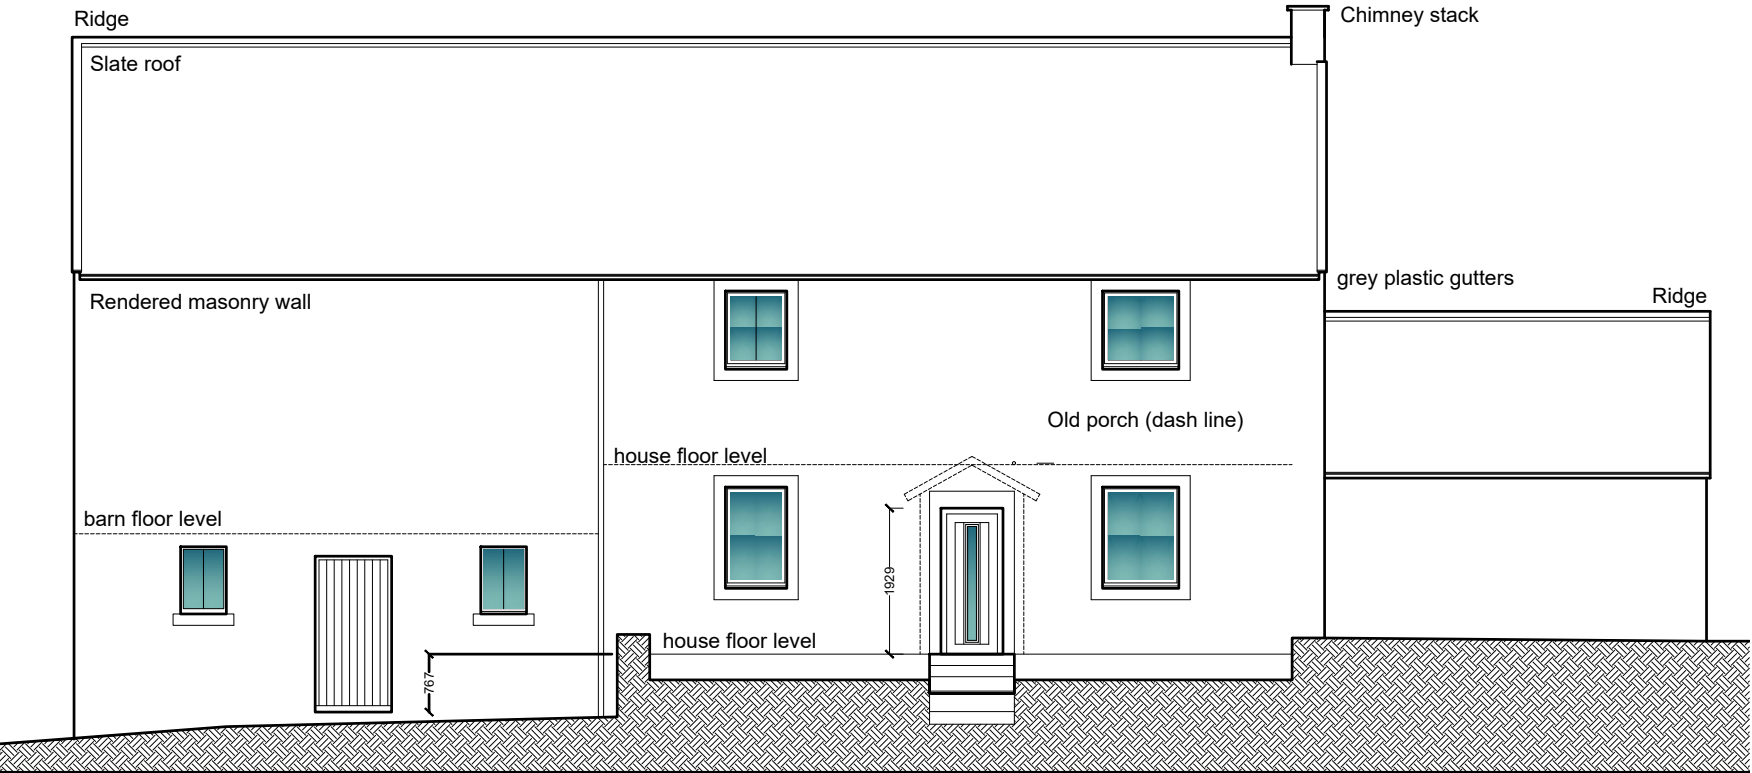 Ridge
Chimney stack
Slate roof
grey plastic gutters
Ridge
Rendered masonry wall
Old porch (dash line)
house floor level
barn floor level
1929
house floor level
767